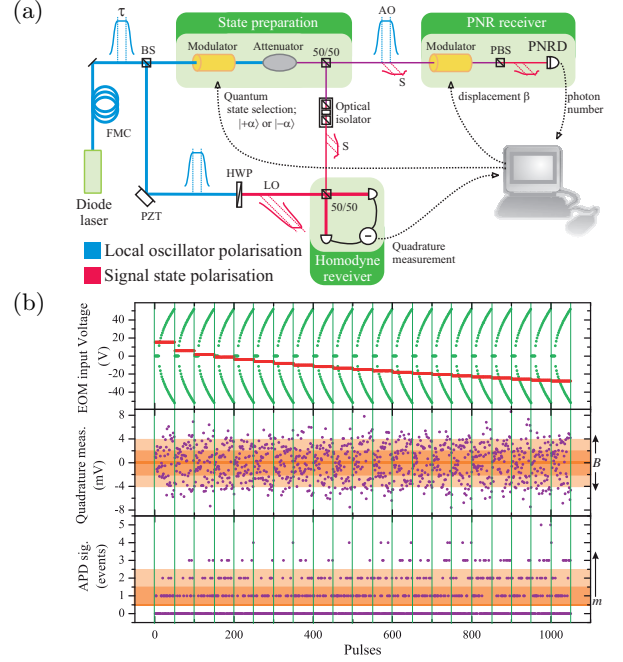 (a)
τ
BS
State preparation
Modulator
Attenuator
50/50
AO
PNR receiver
Modulator
PBS
PNRD
S
FMC
Quantum
state selection;
|+α⟩ or |−α⟩
Optical
isolator
displacement β
photon
number
S
Diode
laser
PZT
HWP
LO
50/50
−
Homodyne
reveiver
Quadrature
measurement
Local oscillator polarisation
Signal state polarisation
(b)
EOM input Voltage
(V)
40
20
0
-20
-40
Quadrature meas.
(mV)
8
4
0
-4
-8
B
APD sig.
(events)
5
4
3
2
1
0
m
0 200 400 600 800 1000
Pulses